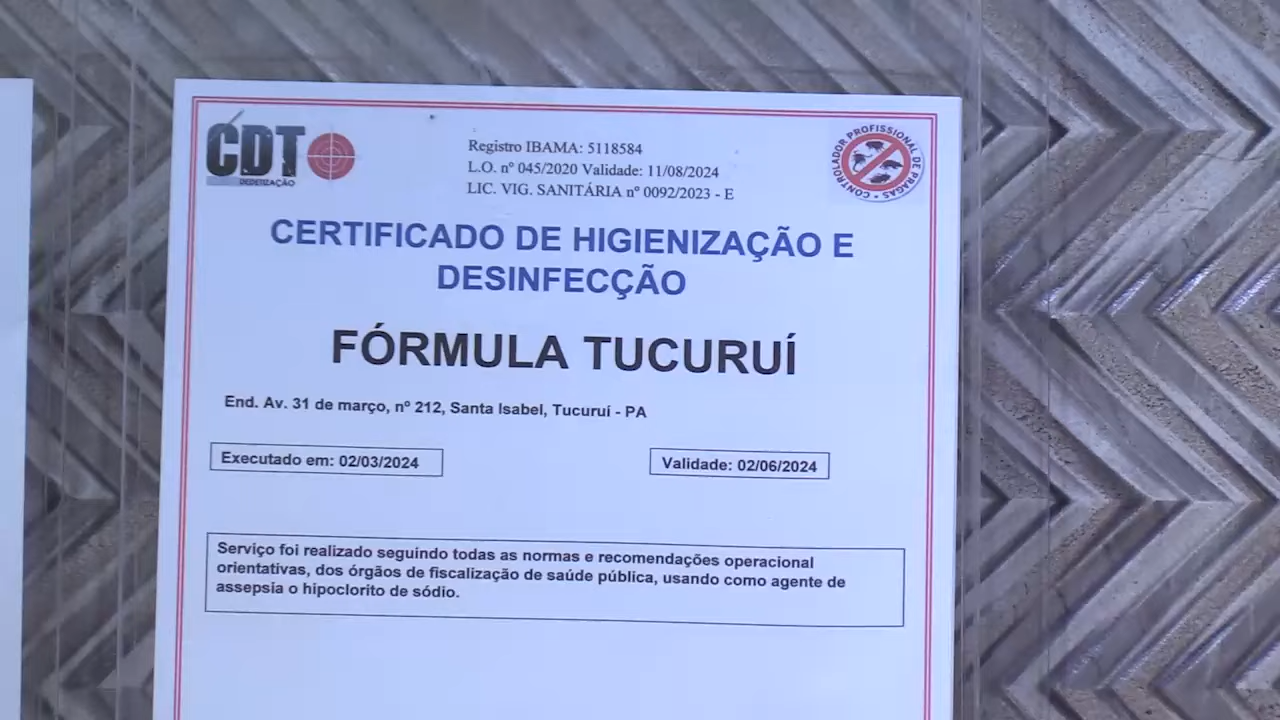 CDT
DEDETIZAÇÃO
Registro IBAMA: 5118584
L.O. nº 045/2020 Validade: 11/08/2024
LIC. VIG. SANITÁRIA nº 0092/2023 - E
CONTROLADOR PROFISSIONAL DE PRAGAS
CERTIFICADO DE HIGIENIZAÇÃO E
DESINFECÇÃO
FÓRMULA TUCURUÍ
End. Av. 31 de março, nº 212, Santa Isabel, Tucuruí - PA
Executado em: 02/03/2024
Validade: 02/06/2024
Serviço foi realizado seguindo todas as normas e recomendações operacional
orientativas, dos órgãos de fiscalização de saúde pública, usando como agente de
assepsia o hipoclorito de sódio.